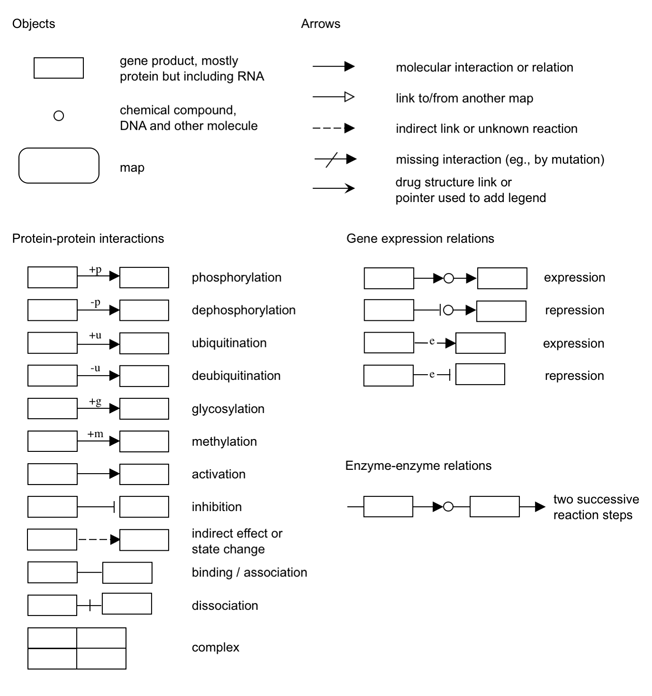 Objects
gene product, mostly
protein but including RNA
chemical compound,
DNA and other molecule
map
Arrows
molecular interaction or relation
link to/from another map
indirect link or unknown reaction
missing interaction (eg., by mutation)
drug structure link or
pointer used to add legend
Protein-protein interactions
+p phosphorylation
-p dephosphorylation
+u ubiquitination
-u deubiquitination
+g glycosylation
+m methylation
activation
inhibition
indirect effect or
state change
binding / association
dissociation
complex
Gene expression relations
expression
repression
e expression
e repression
Enzyme-enzyme relations
two successive
reaction steps